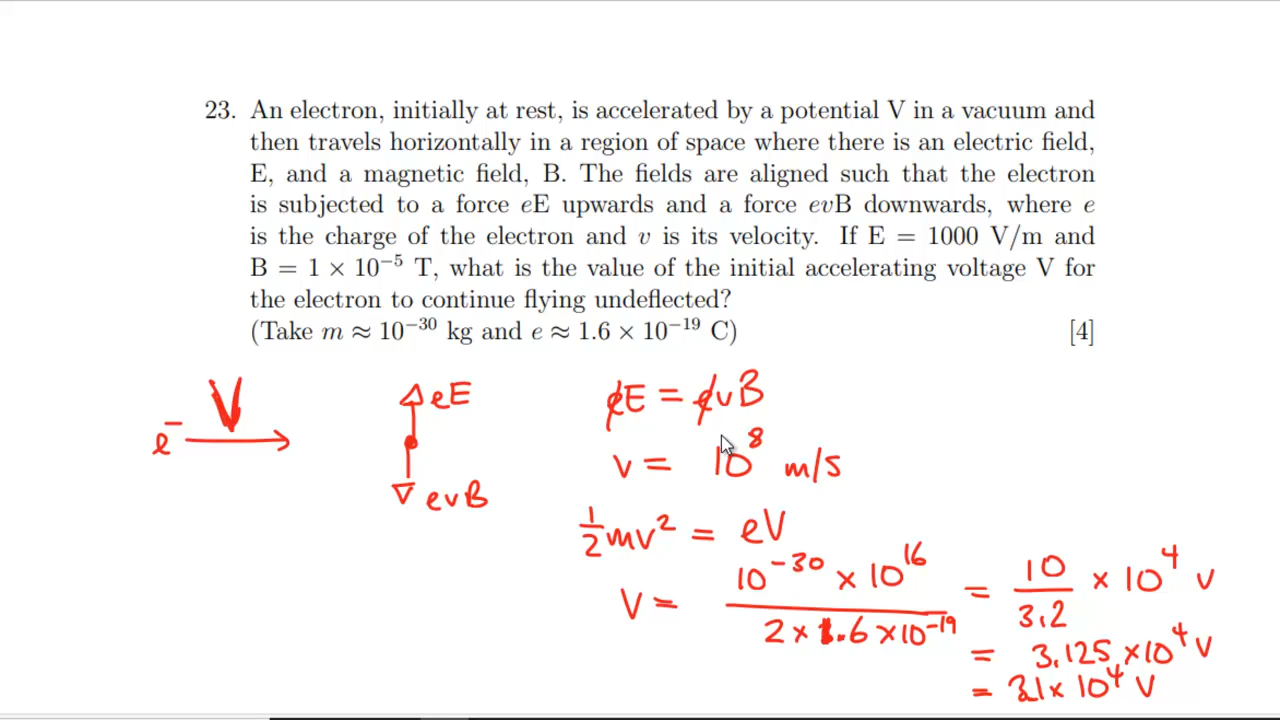 23. An electron, initially at rest, is accelerated by a potential V in a vacuum and
then travels horizontally in a region of space where there is an electric field,
E, and a magnetic field, B. The fields are aligned such that the electron
is subjected to a force eE upwards and a force evB downwards, where e
is the charge of the electron and v is its velocity. If E = 1000 V/m and
B = 1 × 10⁻⁵ T, what is the value of the initial accelerating voltage V for
the electron to continue flying undeflected?
(Take m ≈ 10⁻³⁰ kg and e ≈ 1.6 × 10⁻¹⁹ C) [4]
V
e⁻
eE
evB
eE = evB
v = 10⁸ m/s
1/2 mv² = eV
V = 10⁻³⁰ × 10¹⁶ / 2 × 1.6 × 10⁻¹⁹ = 10/3.2 × 10⁴ V
= 3.125 × 10⁴ V
= 3.1 × 10⁴ V